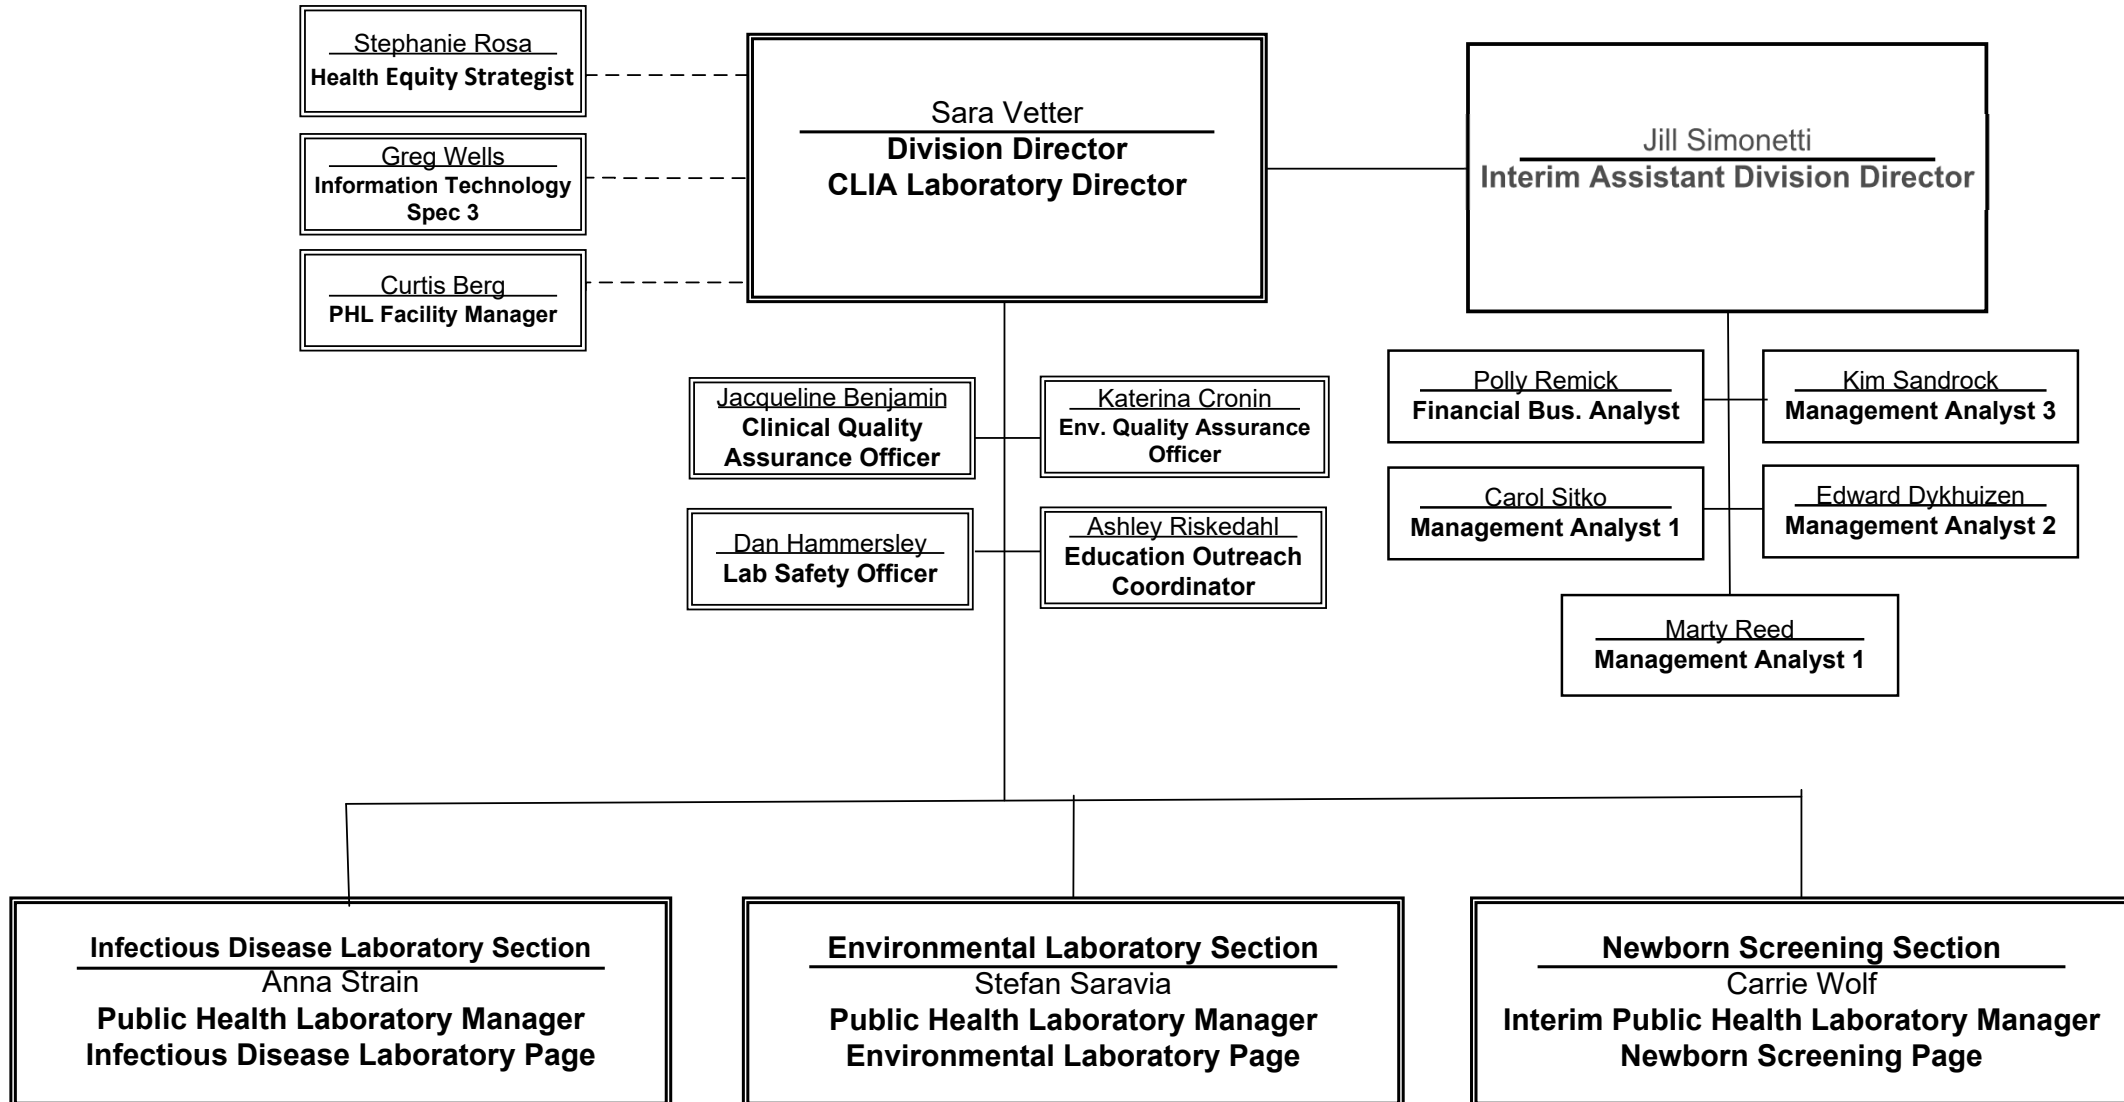 Stephanie Rosa
Health Equity Strategist
Greg Wells
Information Technology
Spec 3
Curtis Berg
PHL Facility Manager
Sara Vetter
Division Director
CLIA Laboratory Director
Jill Simonetti
Interim Assistant Division Director
Jacqueline Benjamin
Clinical Quality
Assurance Officer
Katerina Cronin
Env. Quality Assurance
Officer
Dan Hammersley
Lab Safety Officer
Ashley Riskedahl
Education Outreach
Coordinator
Polly Remick
Financial Bus. Analyst
Kim Sandrock
Management Analyst 3
Carol Sitko
Management Analyst 1
Edward Dykhuizen
Management Analyst 2
Marty Reed
Management Analyst 1
Infectious Disease Laboratory Section
Anna Strain
Public Health Laboratory Manager
Infectious Disease Laboratory Page
Environmental Laboratory Section
Stefan Saravia
Public Health Laboratory Manager
Environmental Laboratory Page
Newborn Screening Section
Carrie Wolf
Interim Public Health Laboratory Manager
Newborn Screening Page